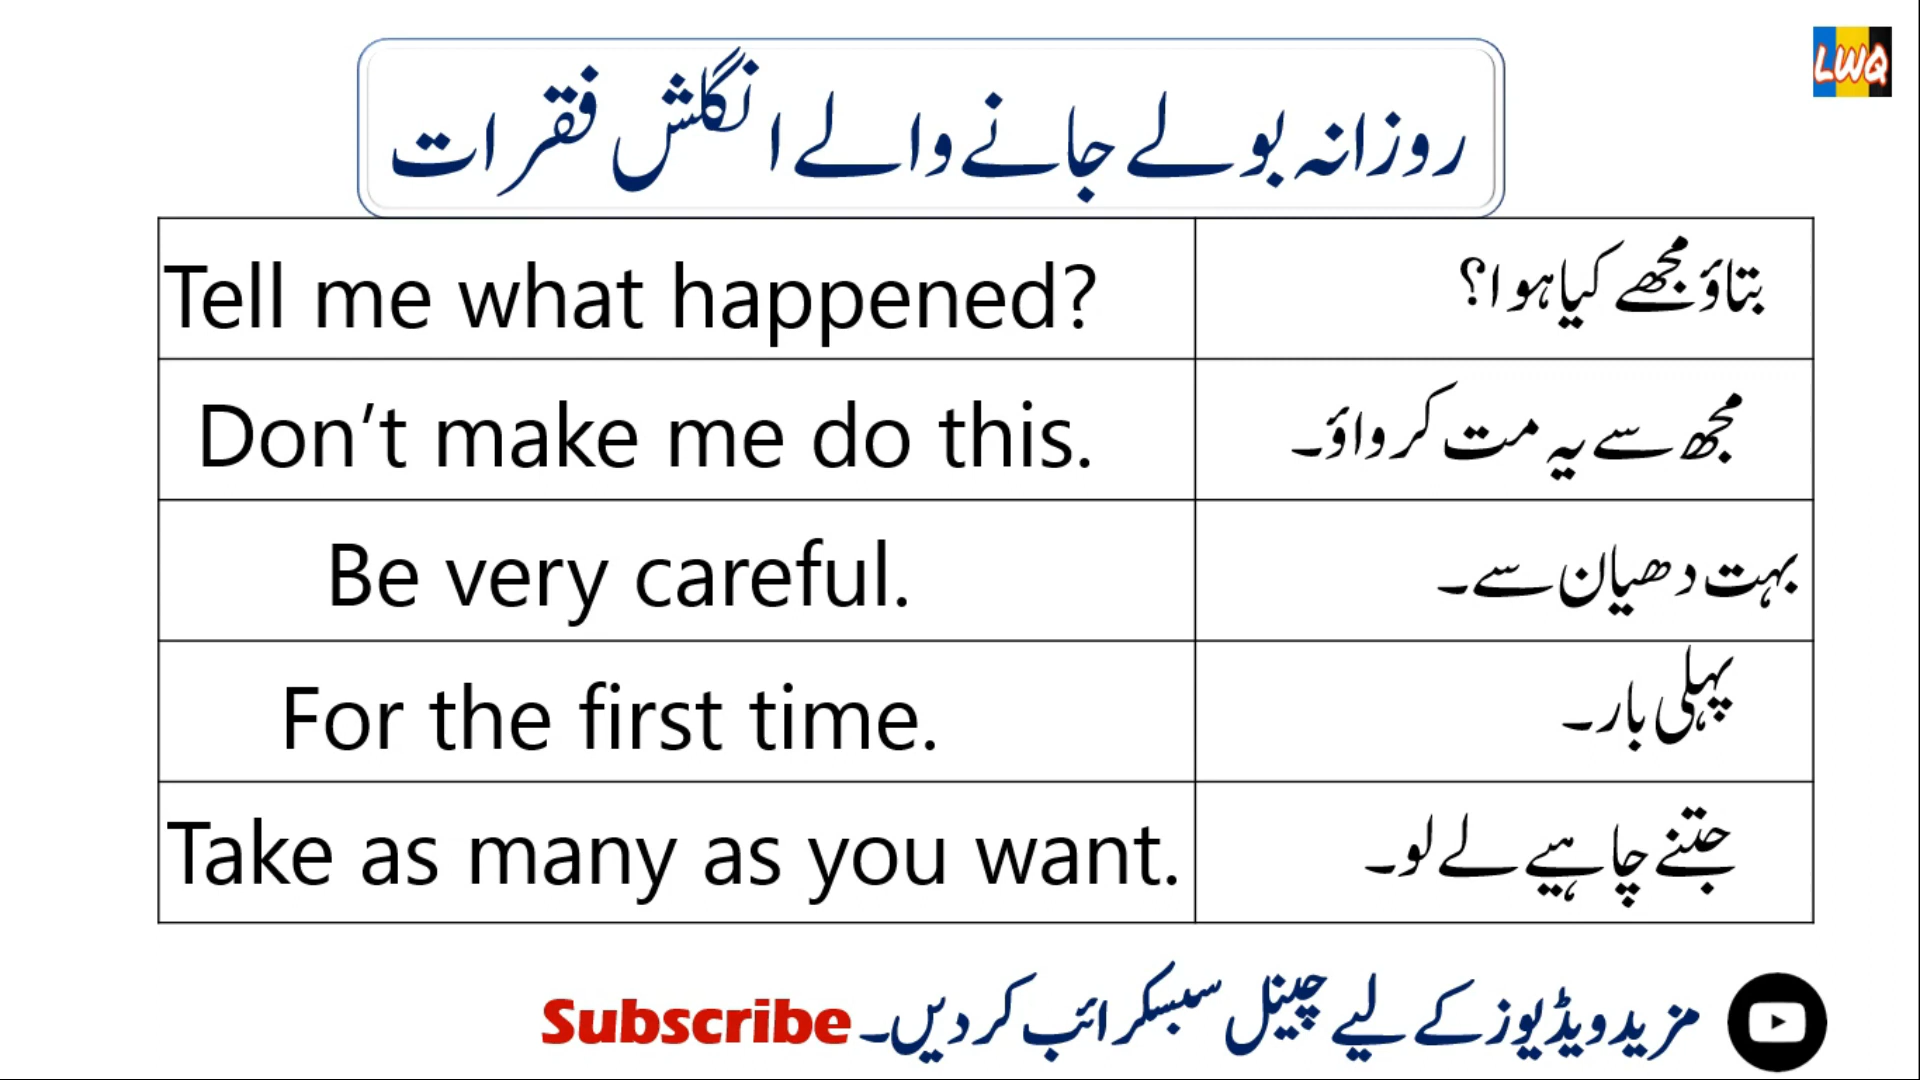 LWQ
روزانہ بولے جانے والے انگلش فقرات
Tell me what happened? بتاؤ مجھے کیا ہوا؟
Don’t make me do this. مجھ سے یہ مت کرواؤ۔
Be very careful. بہت دھیان سے۔
For the first time. پہلی بار۔
Take as many as you want. جتنے چاہیے لے لو۔
مزید ویڈیوز کے لیے چینل سبسکرائب کر دیں۔ Subscribe